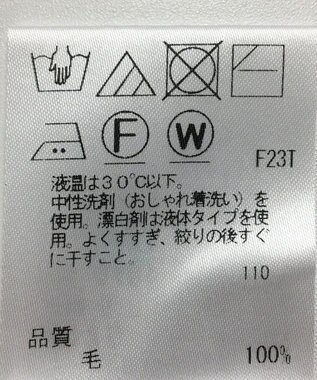 F
W
F23T
液温は30℃以下。
中性洗剤(おしゃれ着洗い)を
使用。漂白剤は液体タイプを使
用。よくすすぎ、絞りの後すぐ
に干すこと。
110
品質
毛 100%